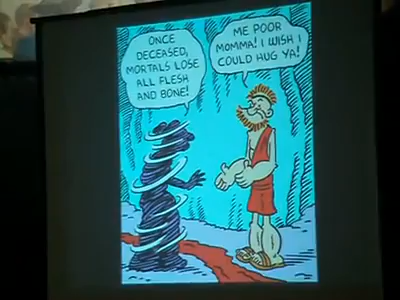 ONCE
DECEASED,
MORTALS LOSE
ALL FLESH
AND BONE!
ME POOR
MOMMA! I WISH I
COULD HUG YA!